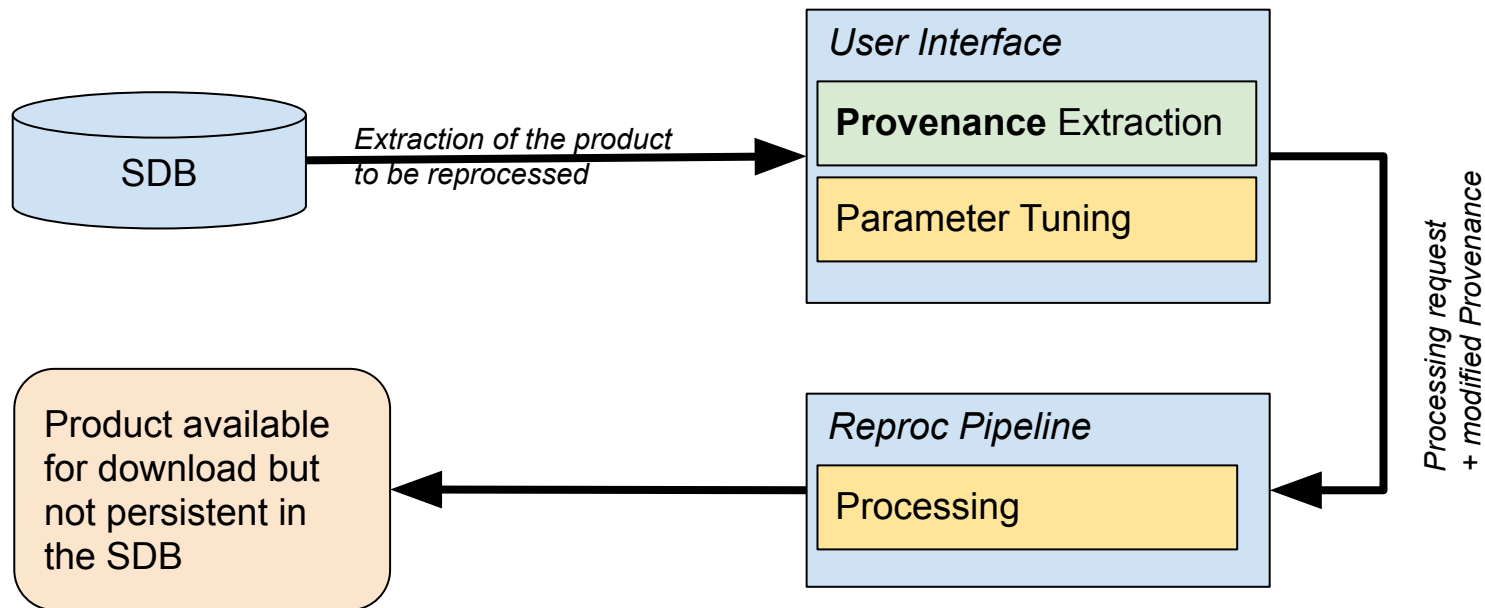 SDB
Extraction of the product
to be reprocessed
User Interface
Provenance Extraction
Parameter Tuning
Processing request
+ modified Provenance
Reproc Pipeline
Processing
Product available
for download but
not persistent in
the SDB